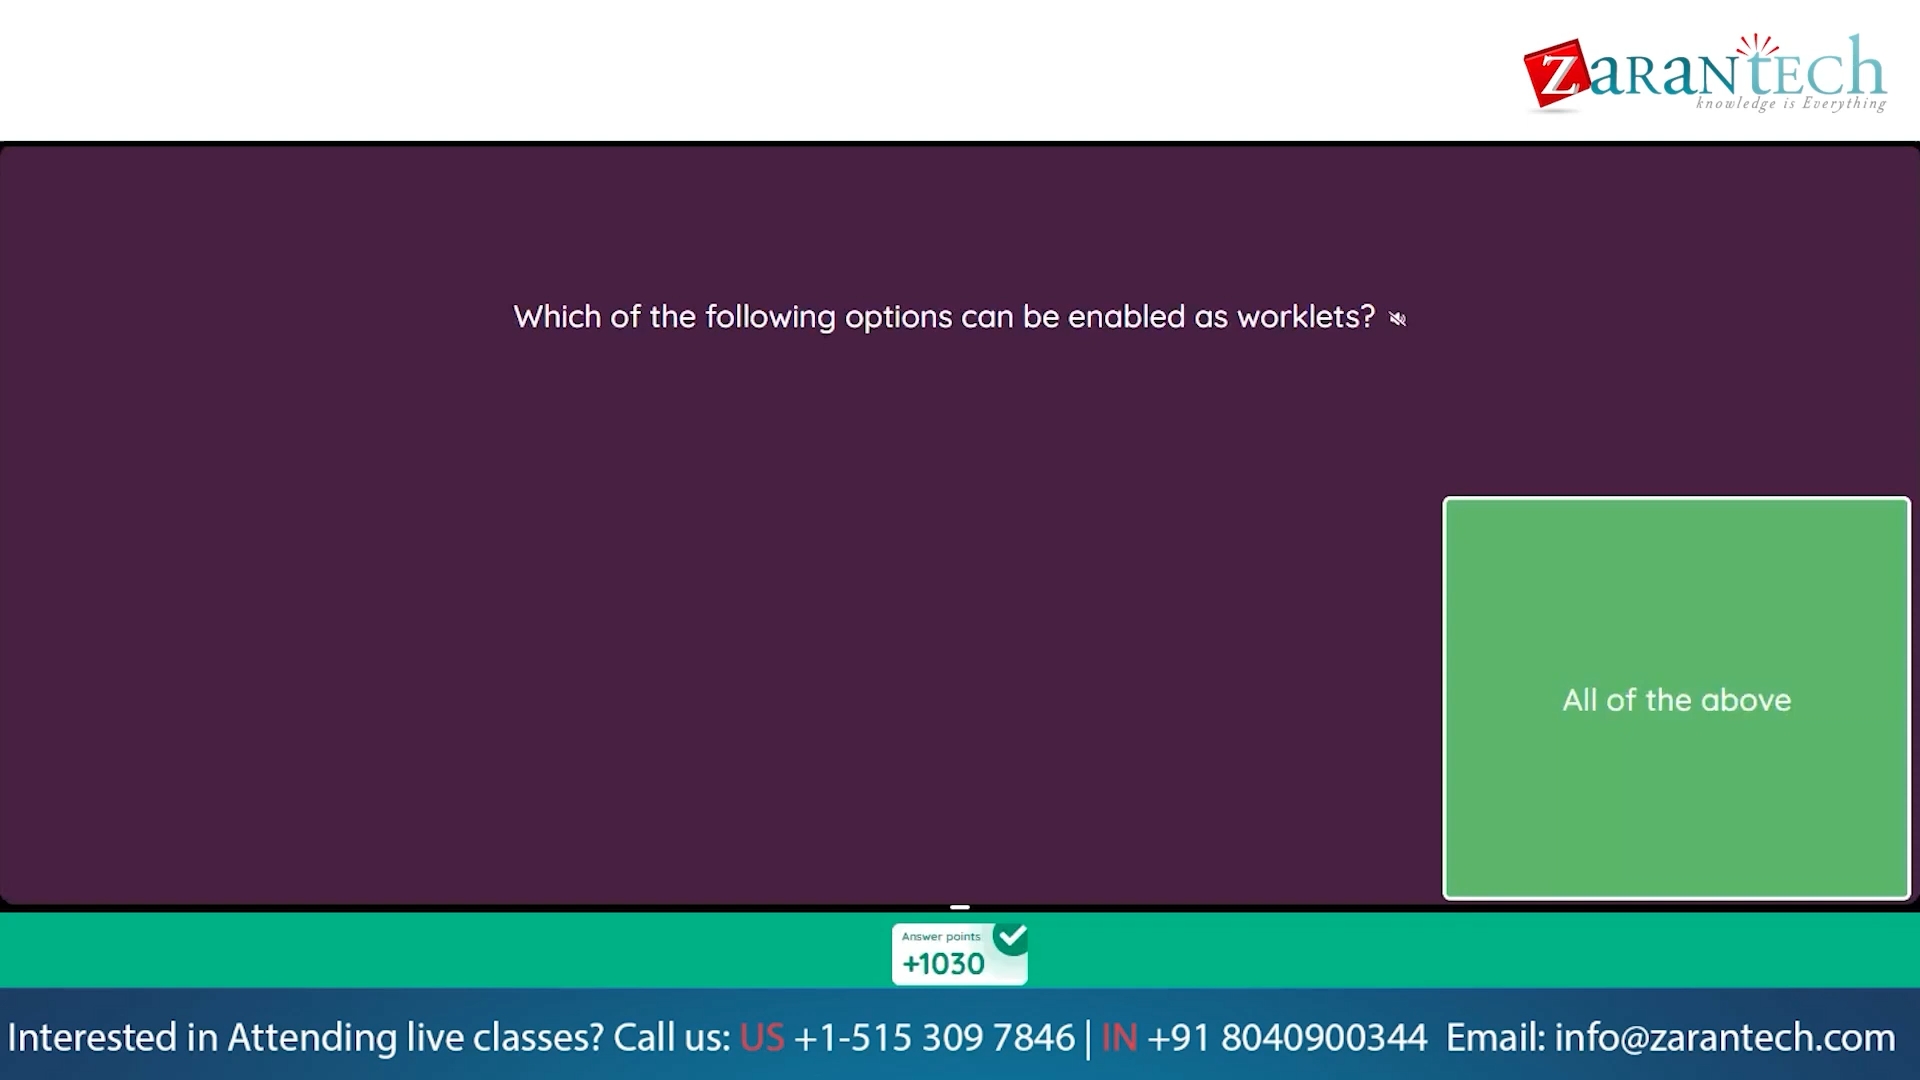 ZaranTech
knowledge is Everything
Which of the following options can be enabled as worklets?
All of the above
Answer points
+1030
Interested in Attending live classes? Call us: US +1-515 309 7846 | IN +91 8040900344 Email: info@zarantech.com